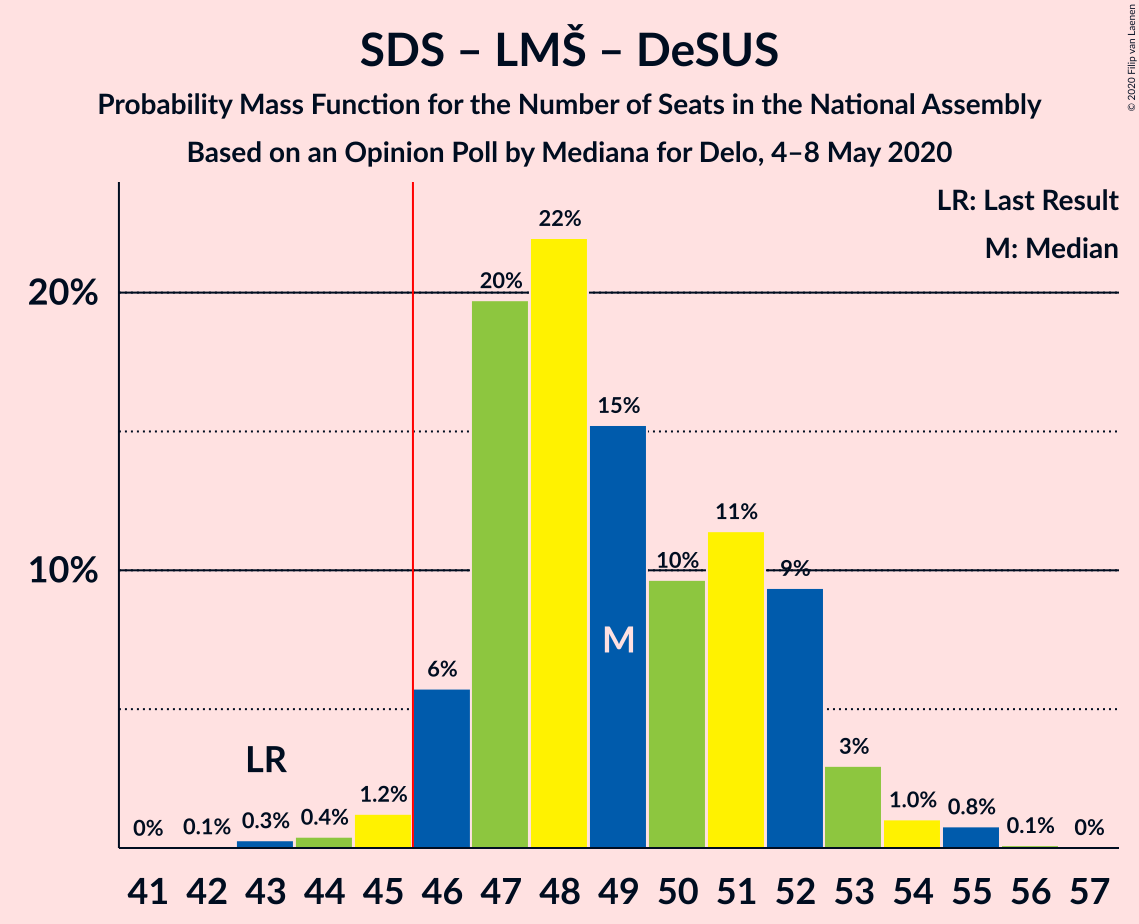 SDS – LMŠ – DeSUS
Probability Mass Function for the Number of Seats in the National Assembly
Based on an Opinion Poll by Mediana for Delo, 4–8 May 2020
© 2020 Filip van Laenen
LR: Last Result
M: Median
20%
10%
0%
0.1%
0.3%
0.4%
1.2%
6%
20%
22%
15%
10%
11%
9%
3%
1.0%
0.8%
0.1%
0%
LR
M
41 42 43 44 45 46 47 48 49 50 51 52 53 54 55 56 57